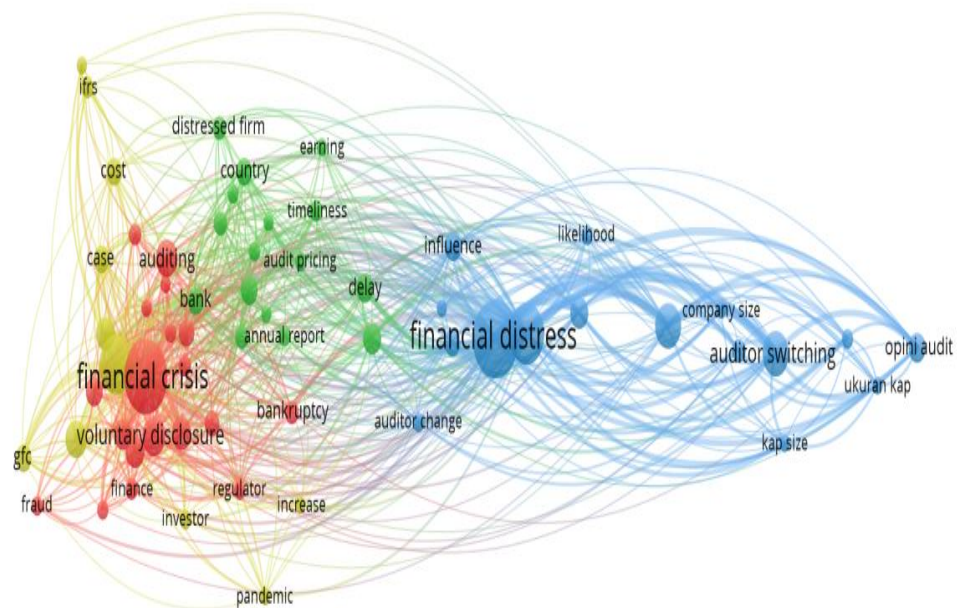 ifrs
distressed firm
earning
cost
country
timeliness
likelihood
influence
case
auditing
audit pricing
delay
bank
company size
annual report
financial distress
auditor switching
opini audit
financial crisis
ukuran kap
bankruptcy
auditor change
voluntary disclosure
kap size
gfc
finance
regulator
fraud
investor
increase
pandemic